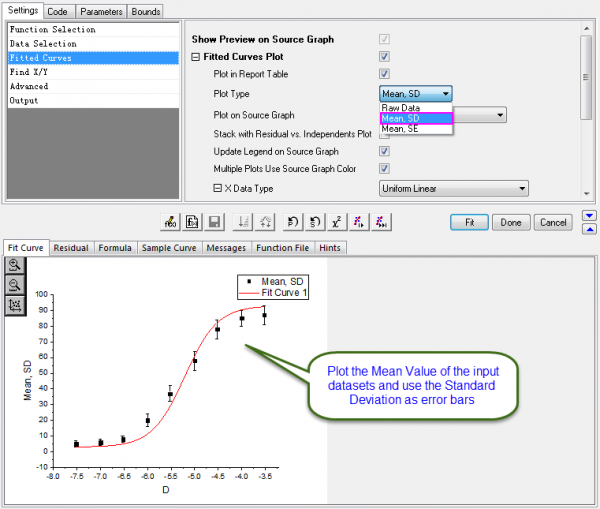 Settings Code Parameters Bounds
Function Selection
Data Selection
Fitted Curves
Find X/Y
Advanced
Output
Show Preview on Source Graph
Fitted Curves Plot
Plot in Report Table
Plot Type Mean, SD
Raw Data
Mean, SD
Mean, SE
Plot on Source Graph
Stack with Residual vs. Independents Plot
Update Legend on Source Graph
Multiple Plots Use Source Graph Color
X Data Type Uniform Linear
Fit Done Cancel
Fit Curve Residual Formula Sample Curve Messages Function File Hints
Mean, SD
Fit Curve 1
100
90
80
70
60
50
40
30
20
10
0
-10
Mean, SD
-8.0 -7.5 -7.0 -6.5 -6.0 -5.5 -5.0 -4.5 -4.0 -3.5
D
Plot the Mean Value of the input
datasets and use the Standard
Deviation as error bars